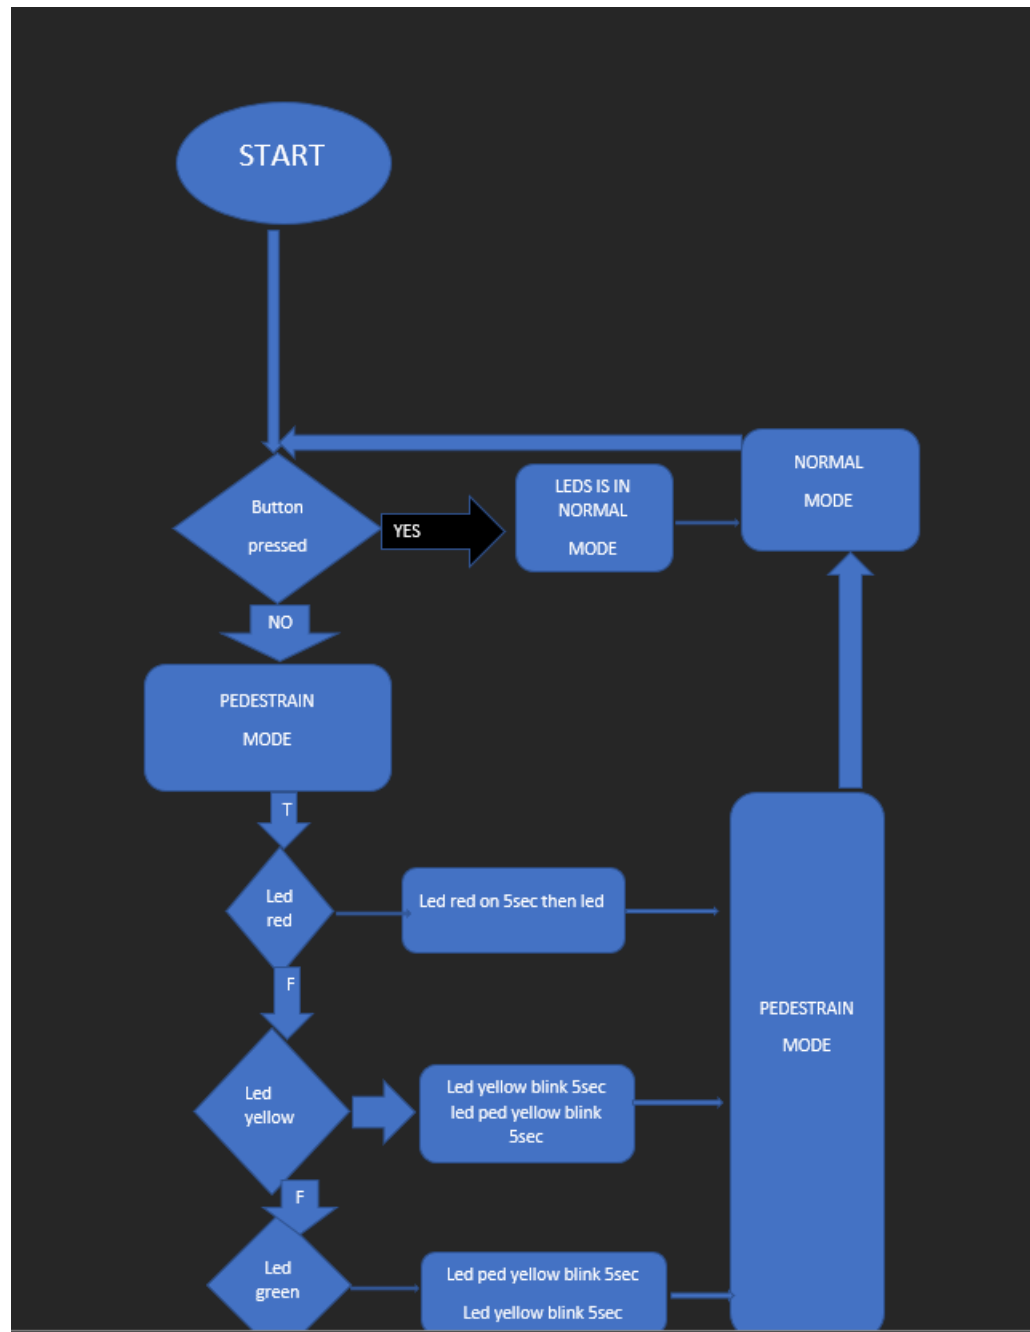 START
NORMAL
MODE
LEDS IS IN
NORMAL
MODE
Button
pressed
YES
NO
PEDESTRAIN
MODE
T
Led
red
Led red on 5sec then led
F
PEDESTRAIN
MODE
Led
yellow
Led yellow blink 5sec
led ped yellow blink
5sec
F
Led
green
Led ped yellow blink 5sec
Led yellow blink 5sec